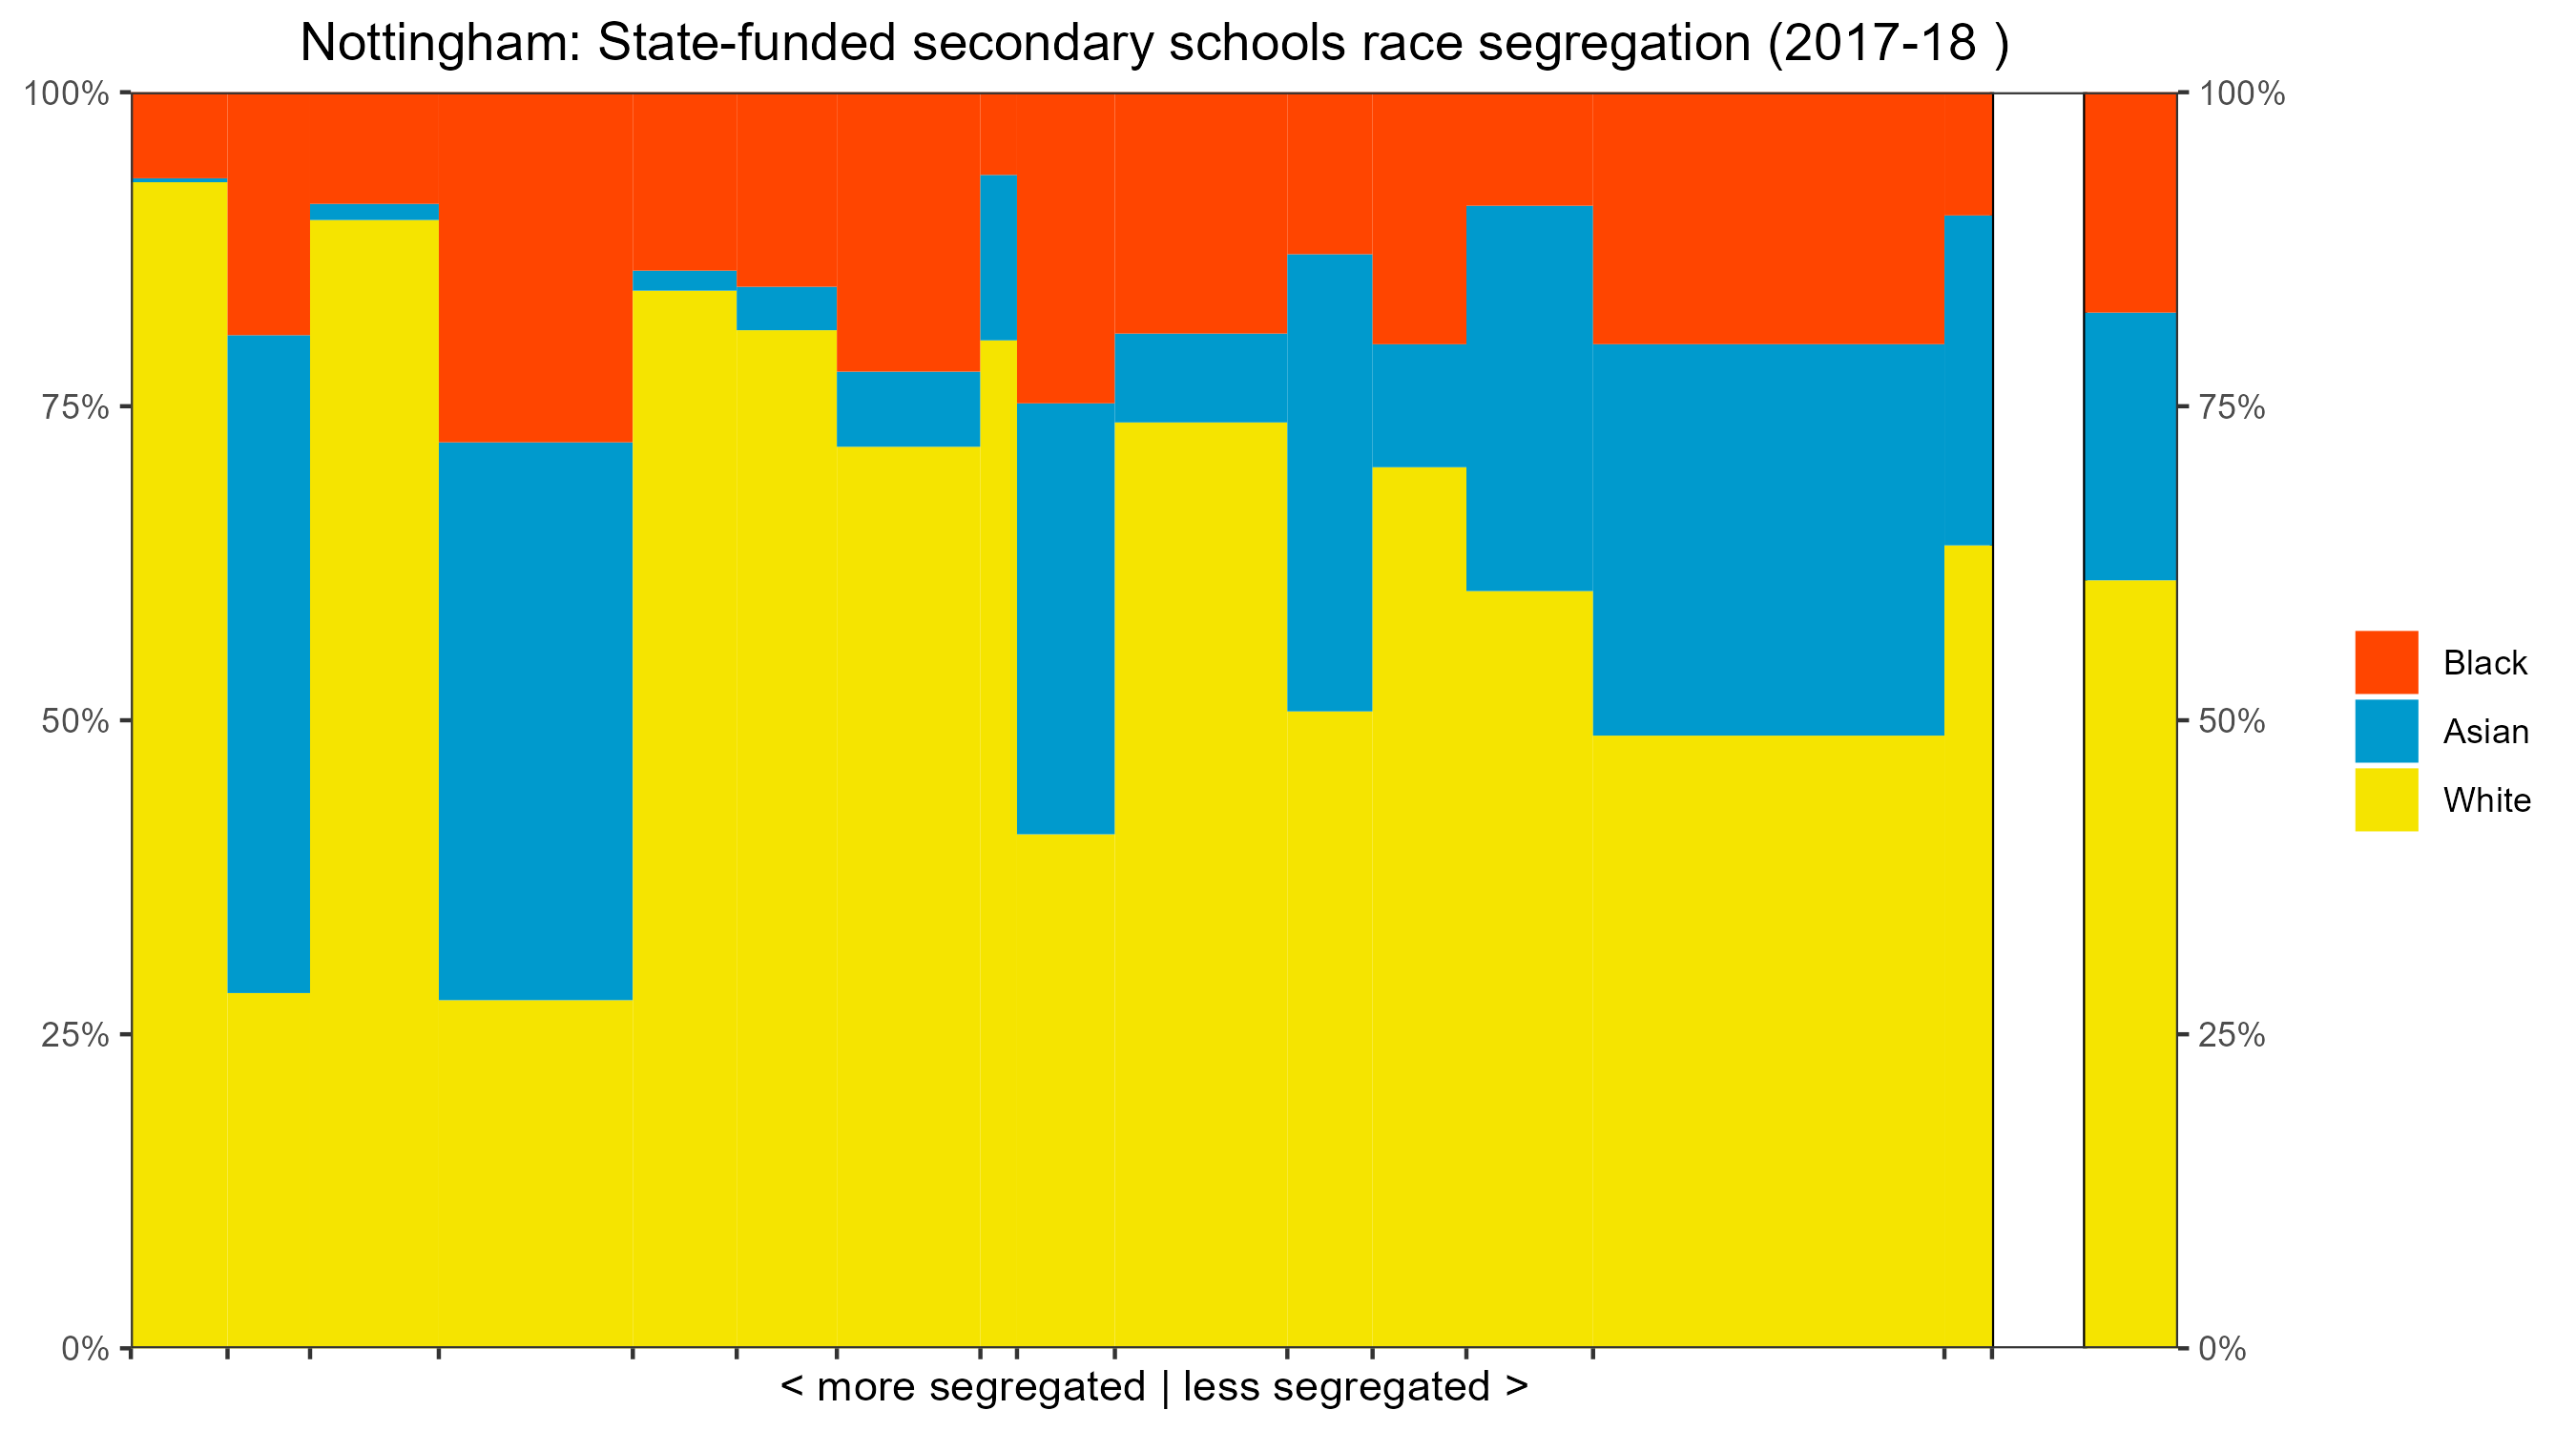 Nottingham: State-funded secondary schools race segregation (2017-18 )
100%
75%
50%
25%
0%
100%
75%
50%
25%
0%
Black
Asian
White
< more segregated | less segregated >